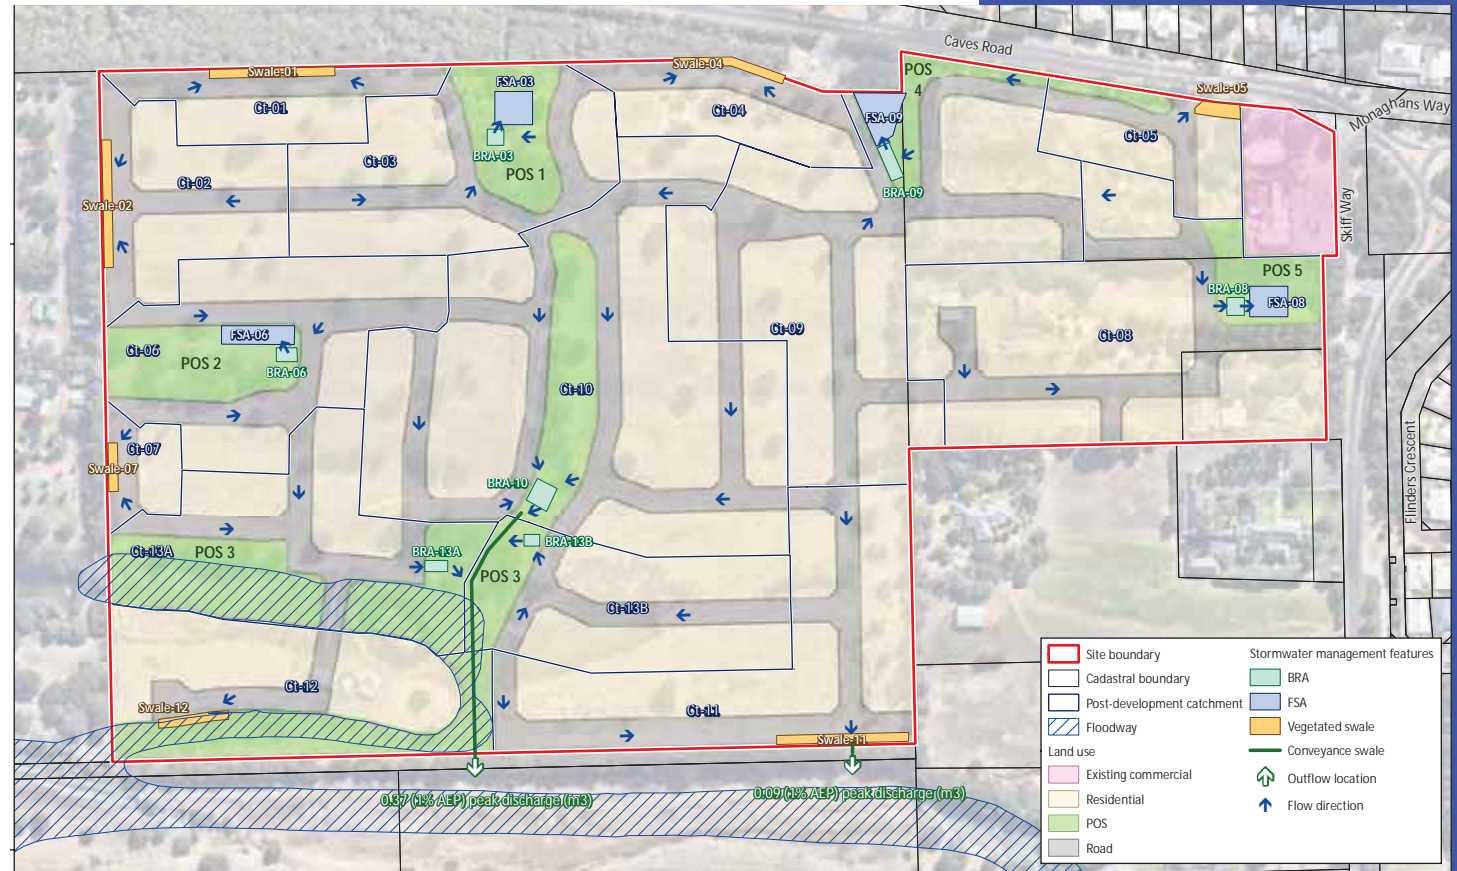 Caves Road
Monaghans Way
Skiff Way
Flinders Crescent
Swale-01
Swale-04
Swale-05
FSA-03
POS
4
Ct-01
Ct-04
FSA-09
Ct-05
BRA-03
Ct-03
POS 1
Ct-02
BRA-09
Swale-02
POS 5
BRA-08
FSA-08
FSA-06
Ct-09
Ct-08
Ct-06
POS 2
BRA-06
Ct-10
Ct-07
Swale-07
BRA-10
Ct-13A
POS 3
BRA-13A
BRA-13B
POS 3
Ct-13B
Ct-12
Swale-12
Ct-11
Swale-11
0.37 (1% AEP) peak discharge (m3)
0.09 (1% AEP) peak discharge (m3)
Site boundary
Cadastral boundary
Post-development catchment
Floodway
Land use
Existing commercial
Residential
POS
Road
Stormwater management features
BRA
FSA
Vegetated swale
Conveyance swale
Outflow location
Flow direction